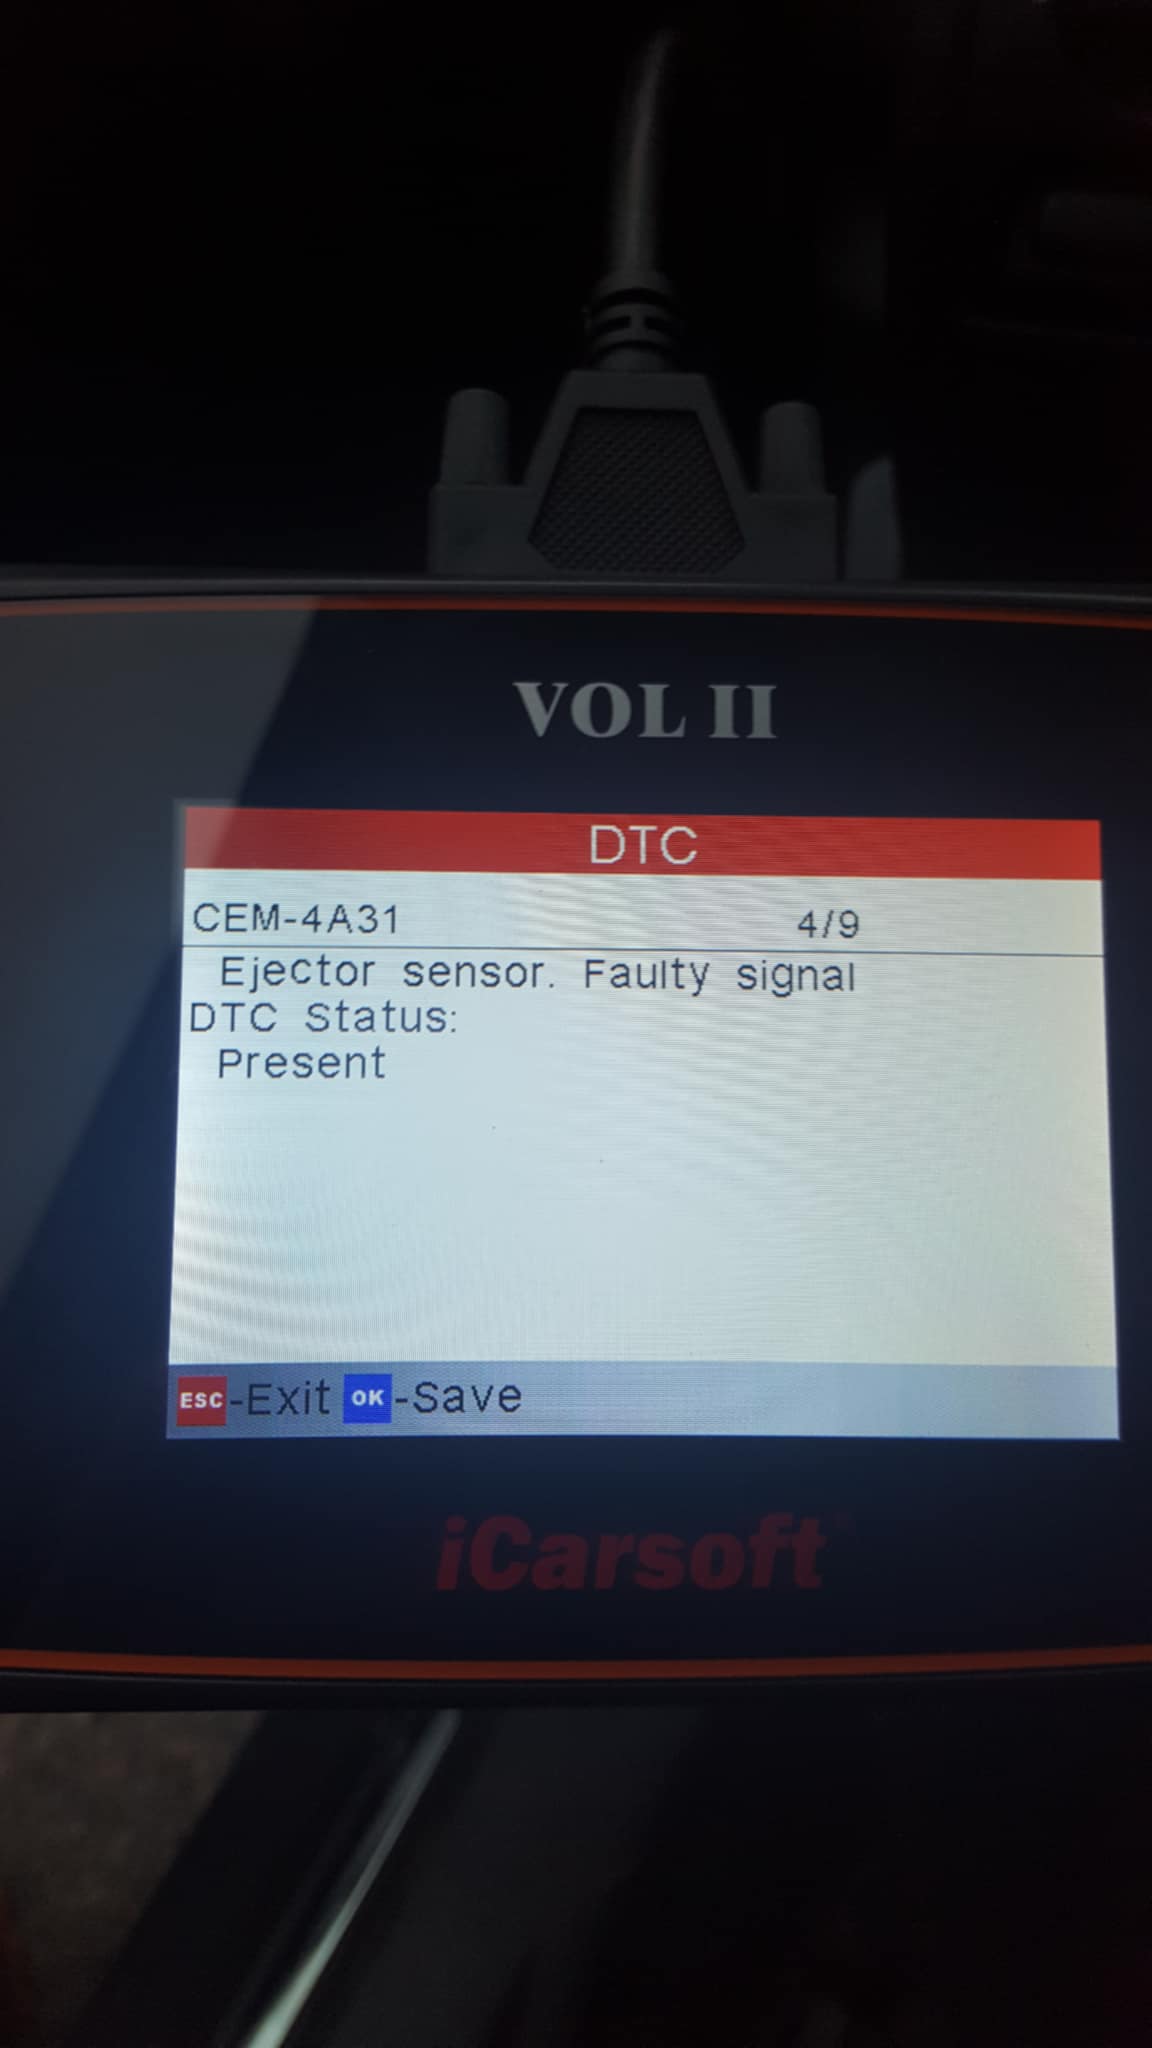 VOL II
DTC
CEM-4A31 4/9
Ejector sensor. Faulty signal
DTC Status:
Present
ESC-Exit OK-Save
iCarsoft